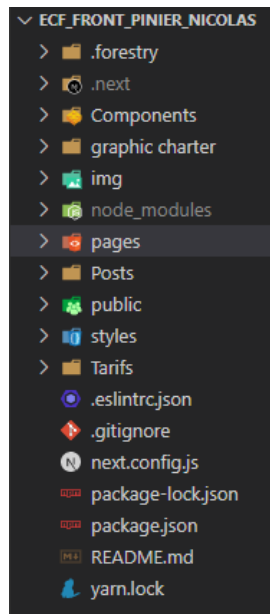 ECF_FRONT_PINIER_NICOLAS
.forestry
.next
Components
graphic charter
img
node_modules
pages
Posts
public
styles
Tarifs
.eslintrc.json
.gitignore
next.config.js
package-lock.json
package.json
README.md
yarn.lock